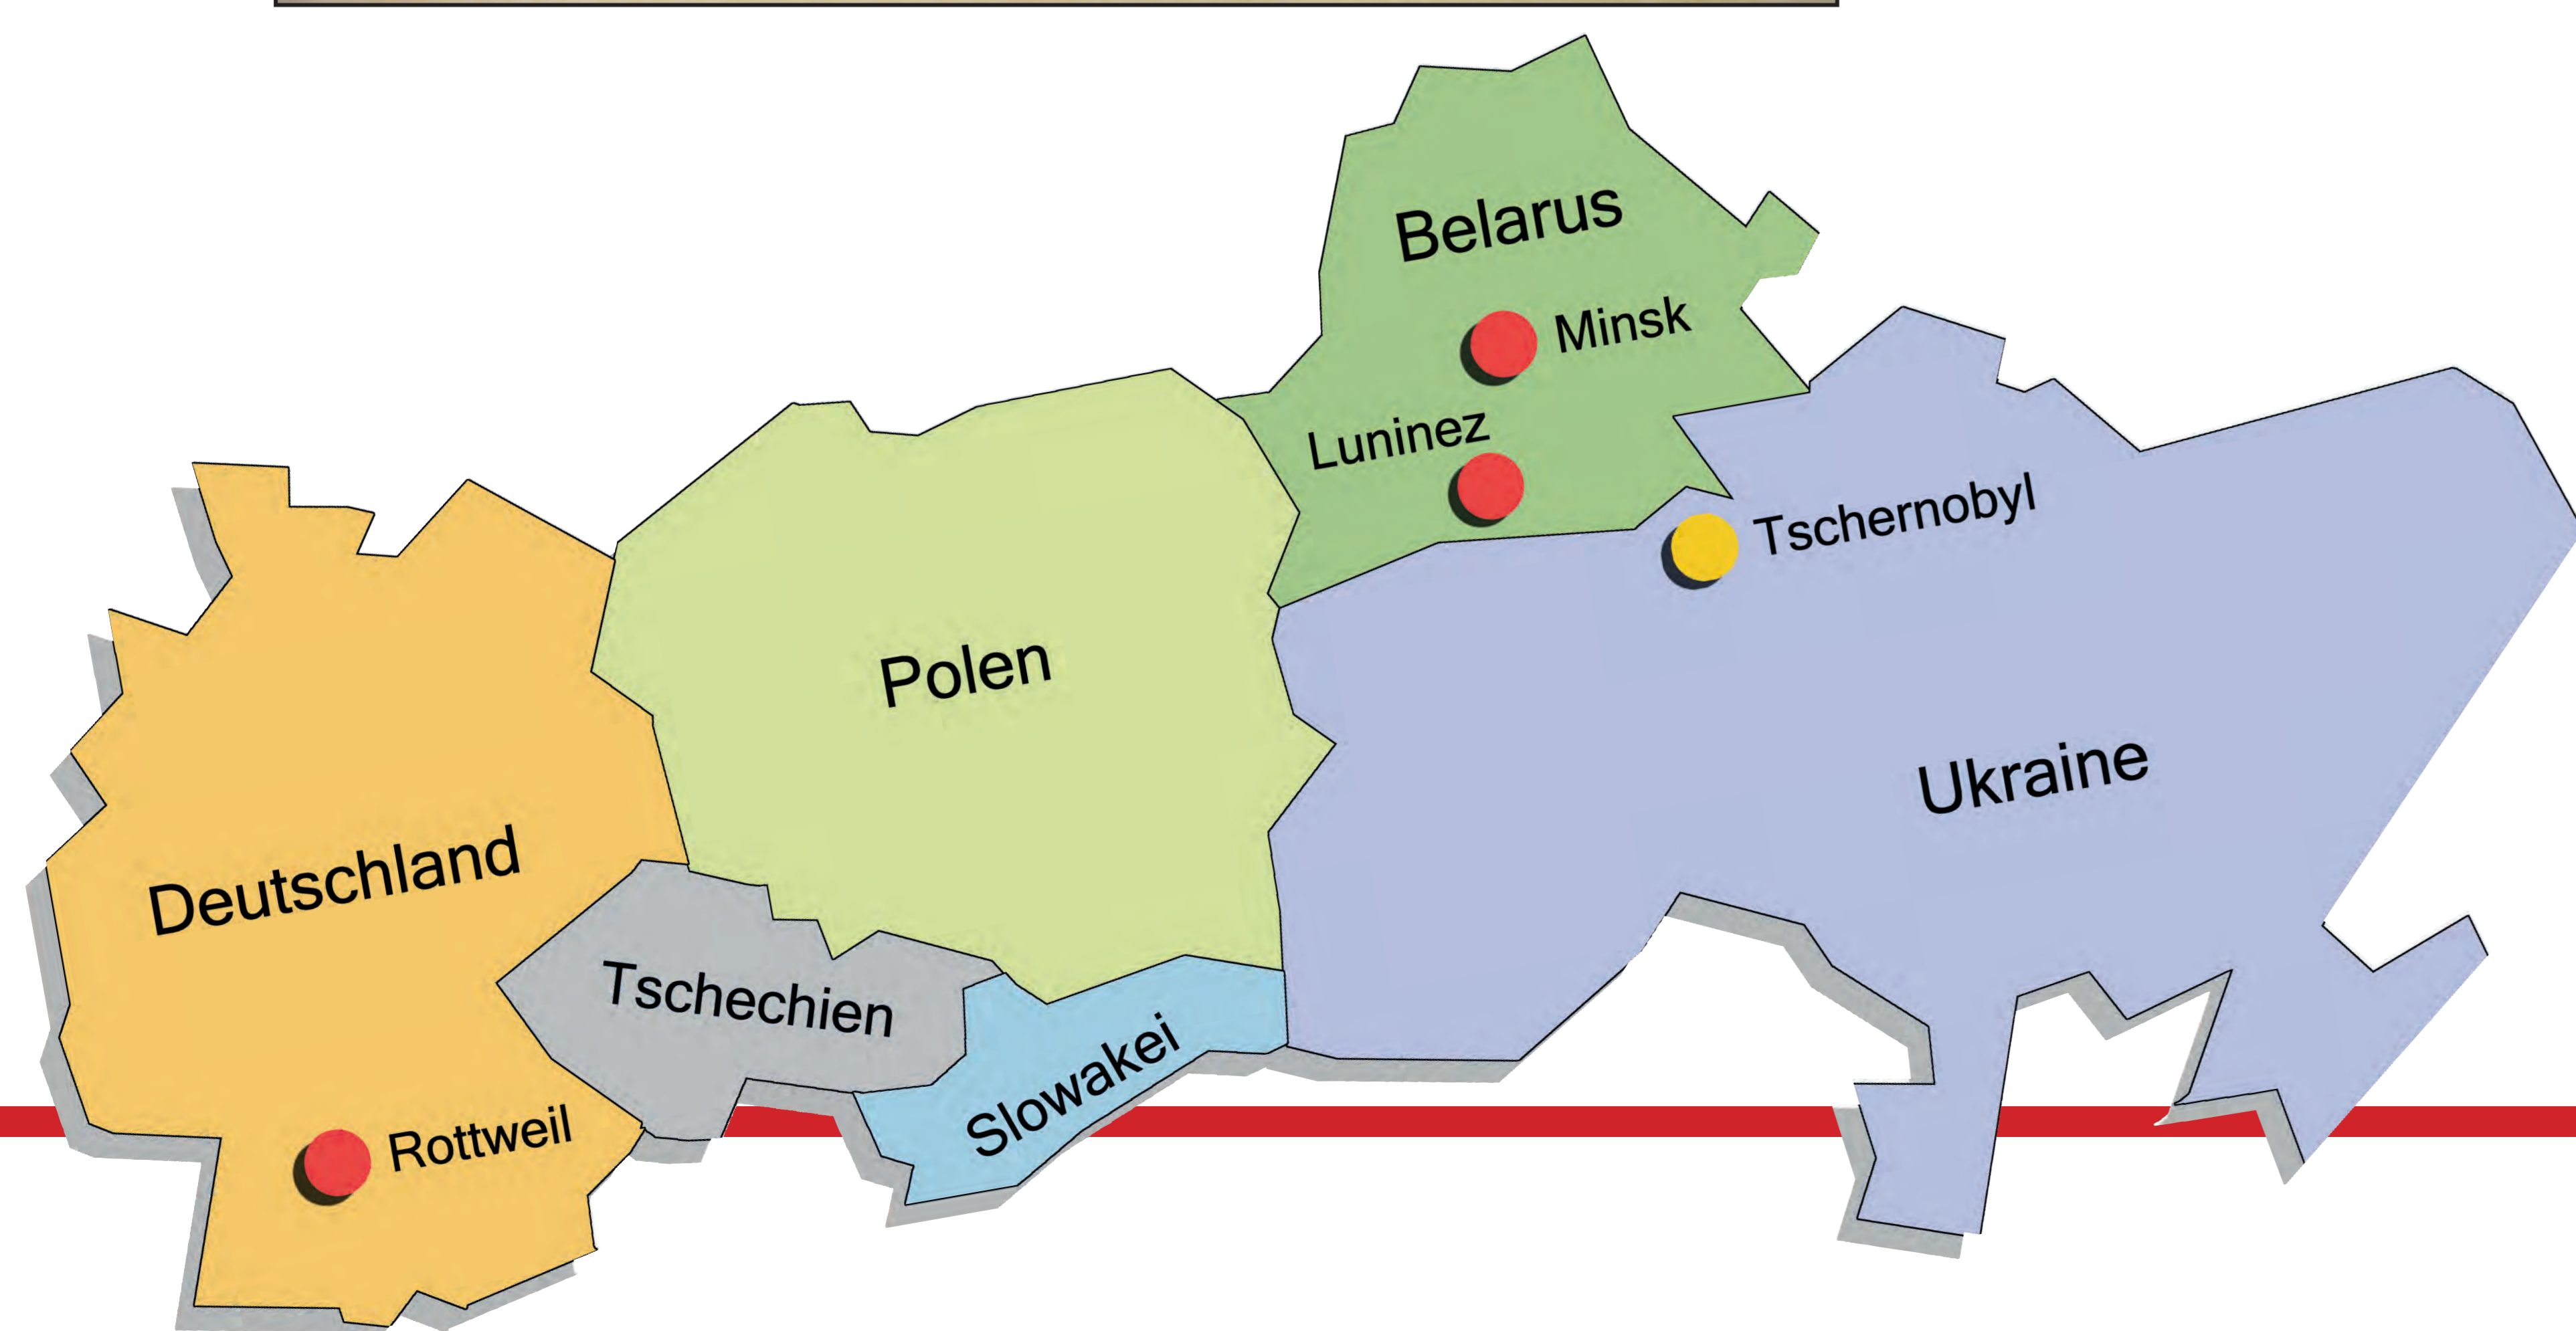 Belarus
Minsk
Luninez
Tschernobyl
Polen
Ukraine
Deutschland
Tschechien
Slowakei
Rottweil